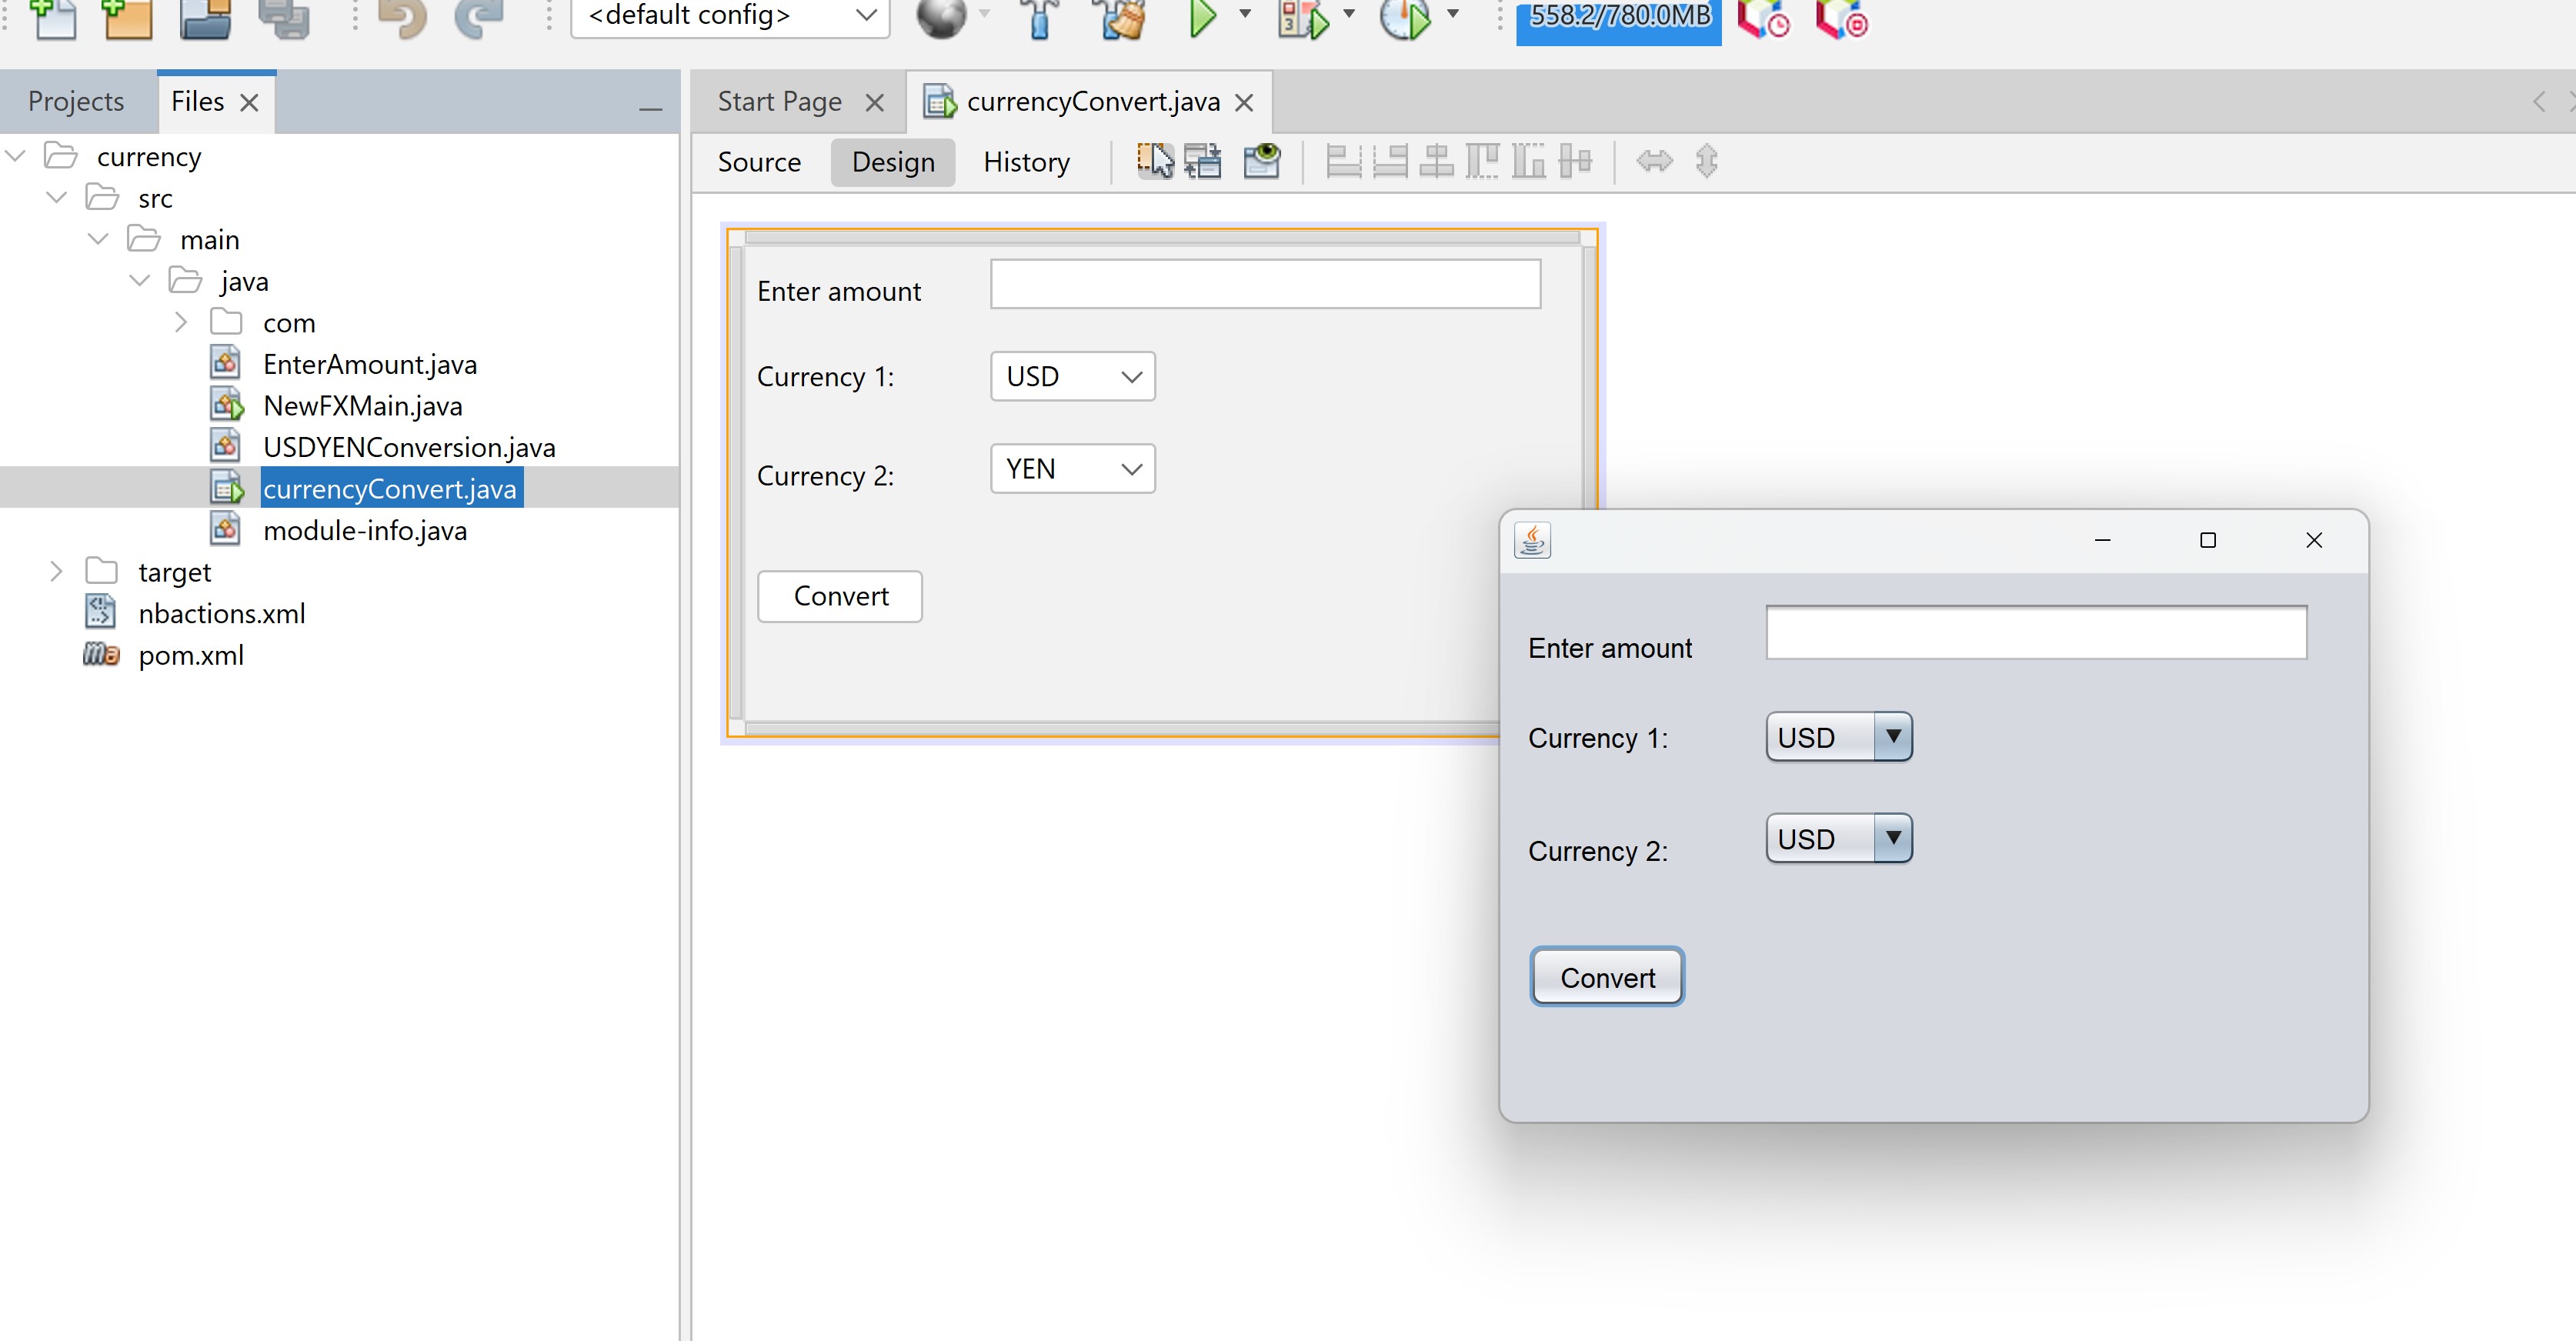 <default config>
558.2/780.0MB
Projects
Files
Start Page
currencyConvert.java
Source
Design
History
currency
src
main
java
com
EnterAmount.java
NewFXMain.java
USDYENConversion.java
currencyConvert.java
module-info.java
target
nbactions.xml
pom.xml
Enter amount
Currency 1:
USD
Currency 2:
YEN
Convert
Enter amount
Currency 1:
USD
Currency 2:
USD
Convert